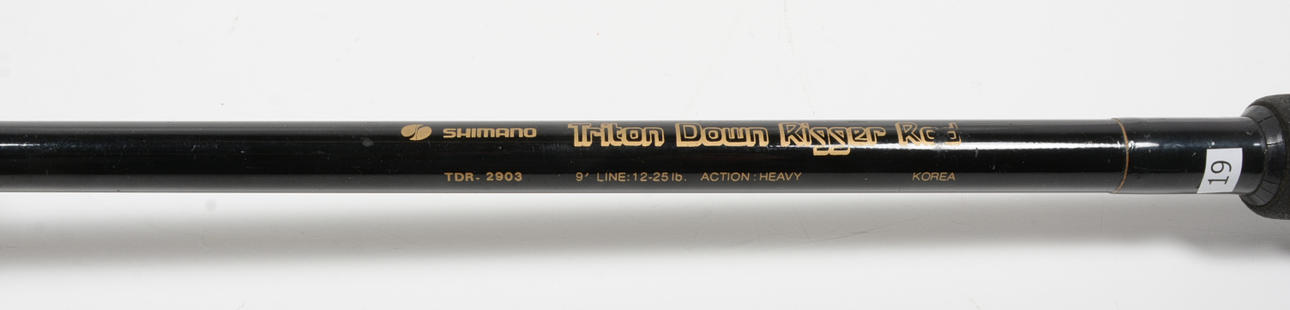 SHIMANO Triton Down Rigger Rod
TDR- 2903 9' LINE:12-25 lb. ACTION : HEAVY KOREA
19